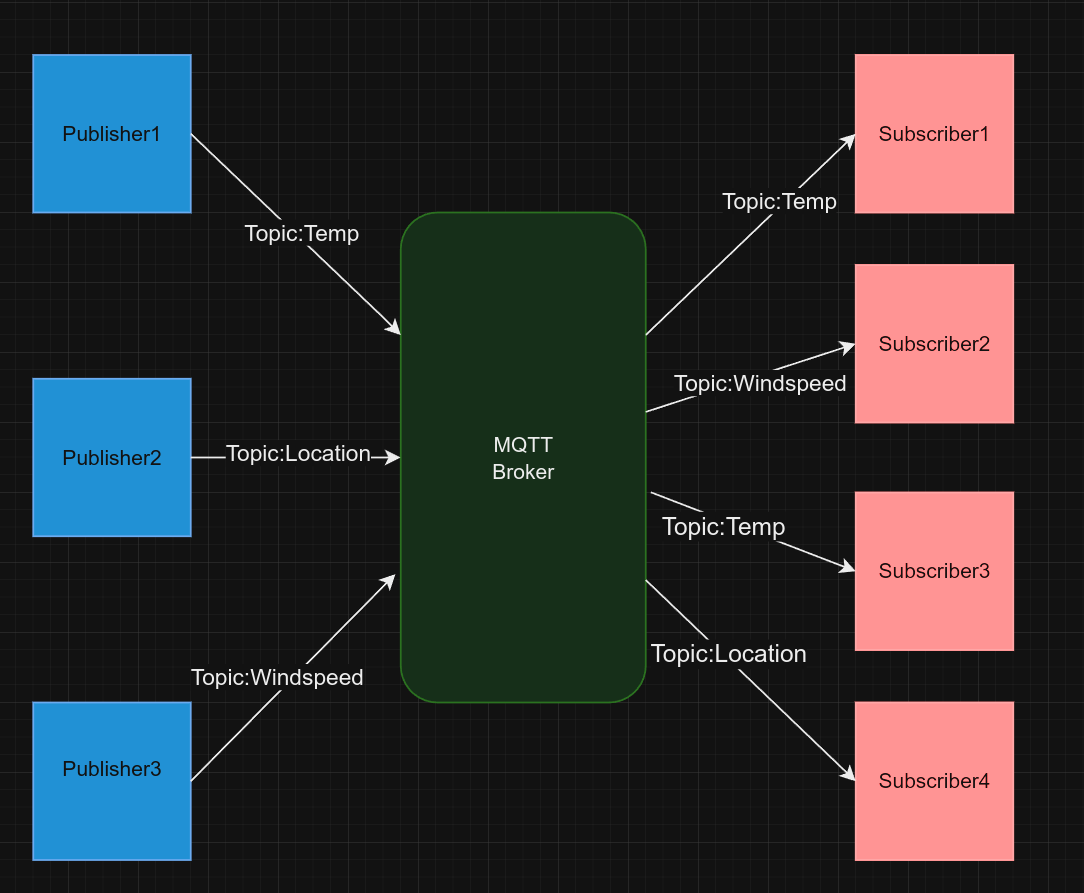 Publisher1
Topic:Temp
Publisher2
Topic:Location
Publisher3
Topic:Windspeed
MQTT
Broker
Topic:Temp
Subscriber1
Topic:Windspeed
Subscriber2
Topic:Temp
Subscriber3
Topic:Location
Subscriber4